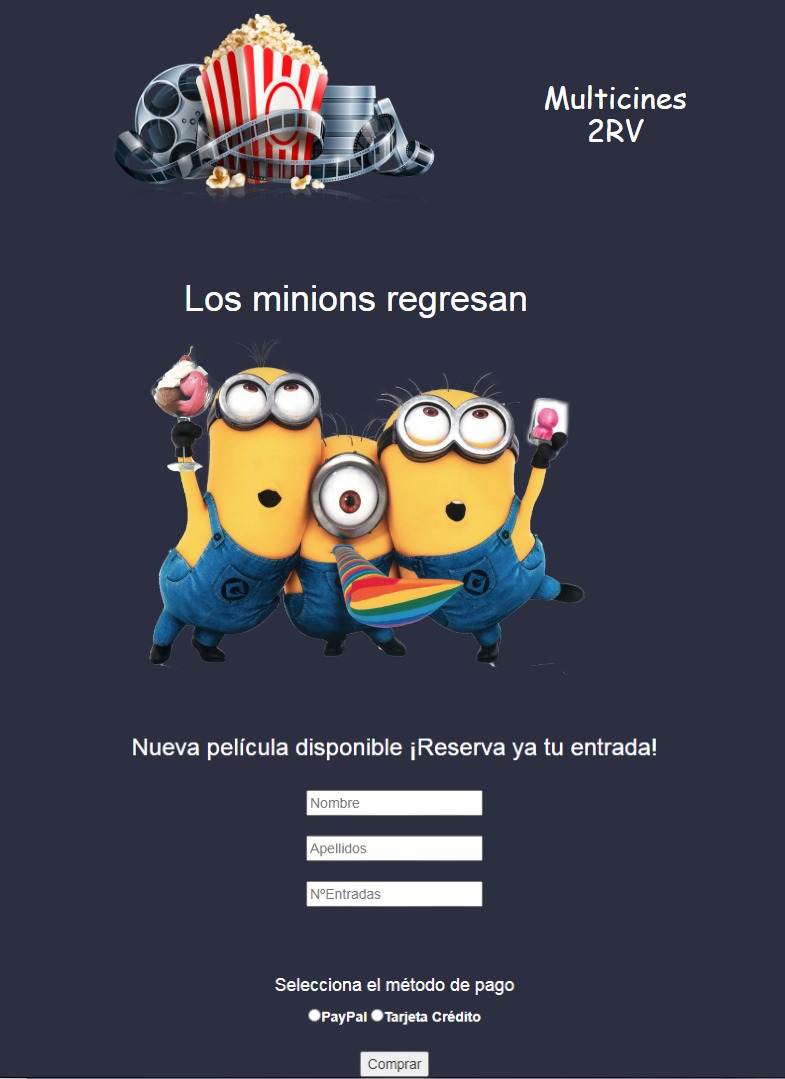 Multicines
2RV
Los minions regresan
Nueva película disponible ¡Reserva ya tu entrada!
Nombre
Apellidos
NºEntradas
Selecciona el método de pago
PayPal Tarjeta Crédito
Comprar